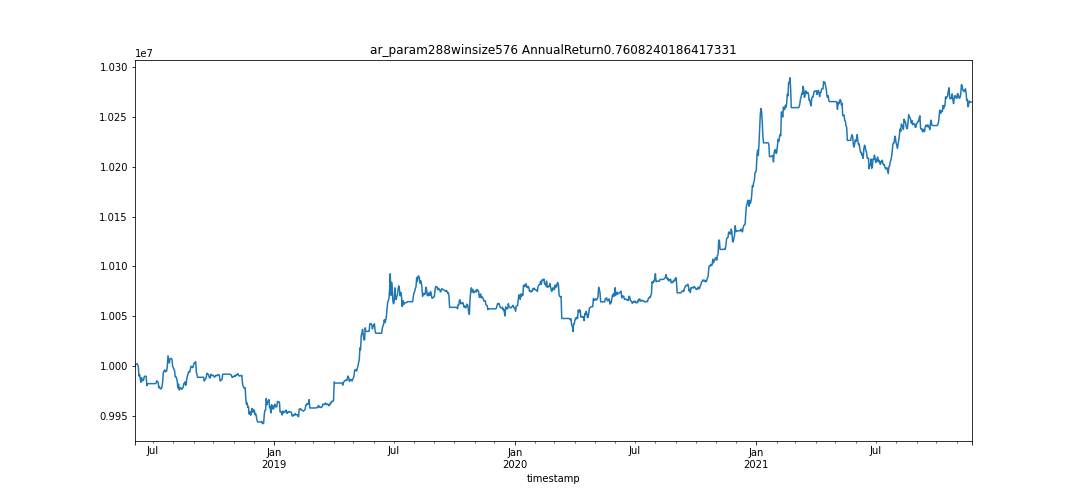 ar_param288winsize576 AnnualReturn0.7608240186417331
1e7
1.030
1.025
1.020
1.015
1.010
1.005
1.000
0.995
Jul Jan Jul Jan Jul Jan Jul
2019 2020 2021
timestamp